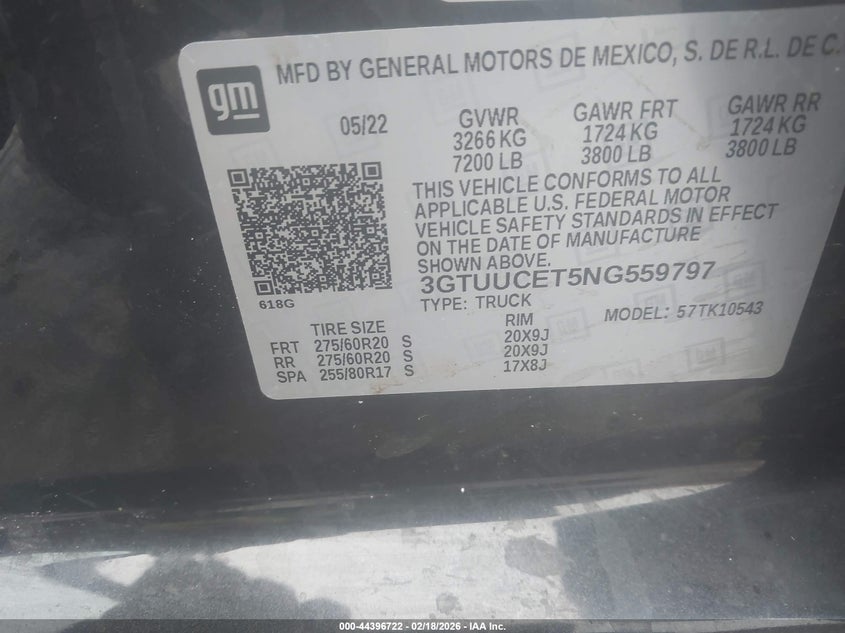 gm
MFD BY GENERAL MOTORS DE MEXICO, S. DE R.L. DE C.
05/22
GVWR
3266 KG
7200 LB
GAWR FRT
1724 KG
3800 LB
GAWR RR
1724 KG
3800 LB
THIS VEHICLE CONFORMS TO ALL
APPLICABLE U.S. FEDERAL MOTOR
VEHICLE SAFETY STANDARDS IN EFFECT
ON THE DATE OF MANUFACTURE
SHOWN ABOVE.
3GTUUCET5NG559797
TYPE: TRUCK
MODEL: 57TK10543
618G
TIRE SIZE RIM
FRT 275/60R20 S 20X9J
RR 275/60R20 S 20X9J
SPA 255/80R17 S 17X8J
000-44396722 - 02/18/2026 - IAA Inc.